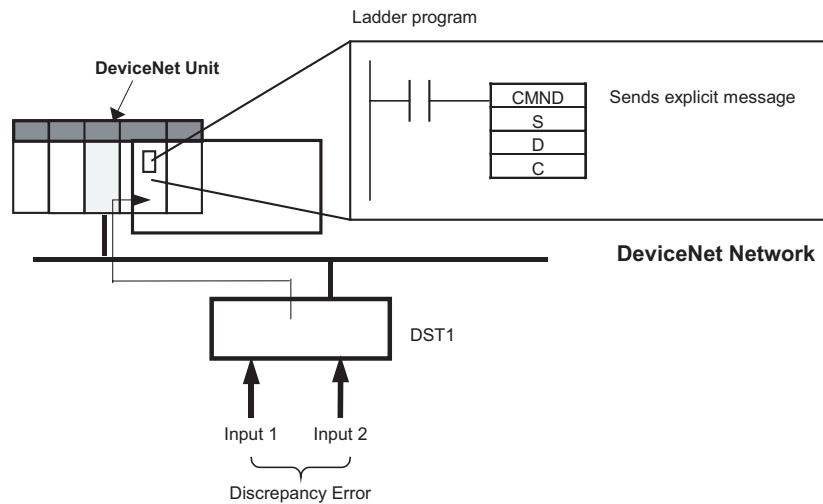 Ladder program
DeviceNet Unit
CMND
Sends explicit message
S
D
C
DeviceNet Network
DST1
Input 1
Input 2
Discrepancy Error